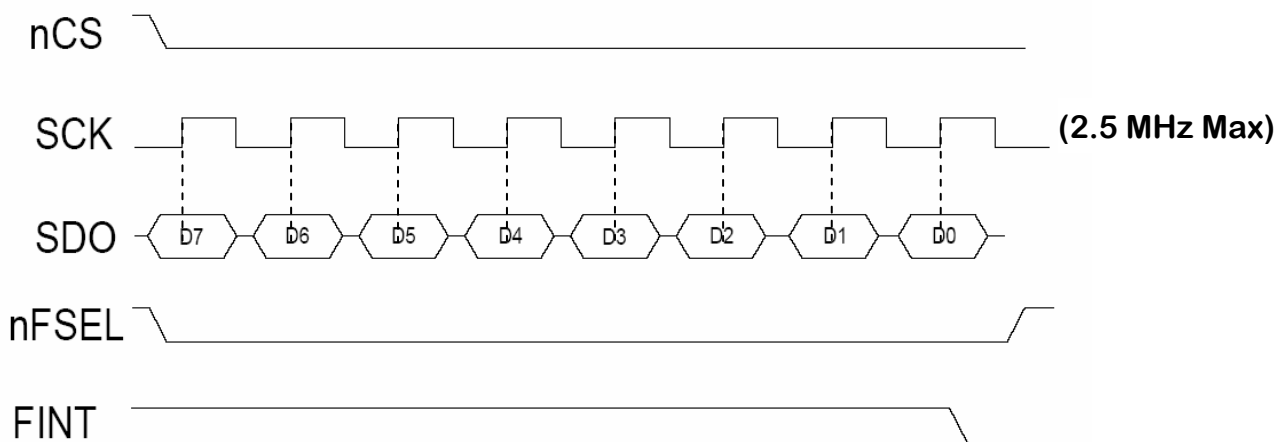 nCS
SCK (2.5 MHz Max)
SDO D7 D6 D5 D4 D3 D2 D1 D0
nFSEL
FINT